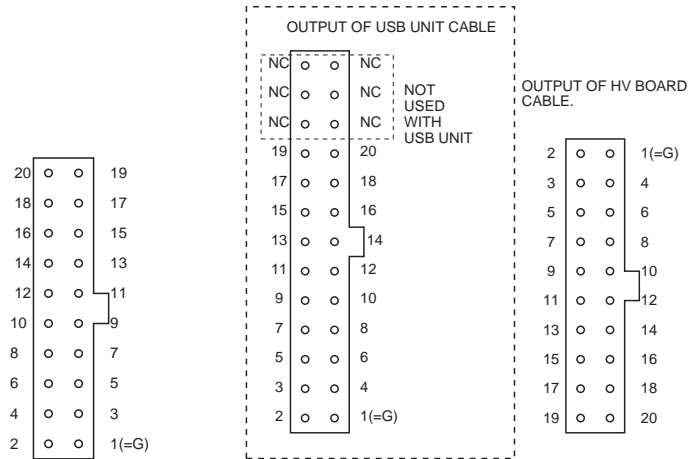 OUTPUT OF USB UNIT CABLE
NC NC
NC NC
NC NC
NOT
USED
WITH
USB UNIT
19 20
17 18
15 16
13 14
11 12
9 10
7 8
5 6
3 4
2 1(=G)
20 19
18 17
16 15
14 13
12 11
10 9
8 7
6 5
4 3
2 1(=G)
OUTPUT OF HV BOARD
CABLE.
2 1(=G)
3 4
5 6
7 8
9 10
11 12
13 14
15 16
17 18
19 20